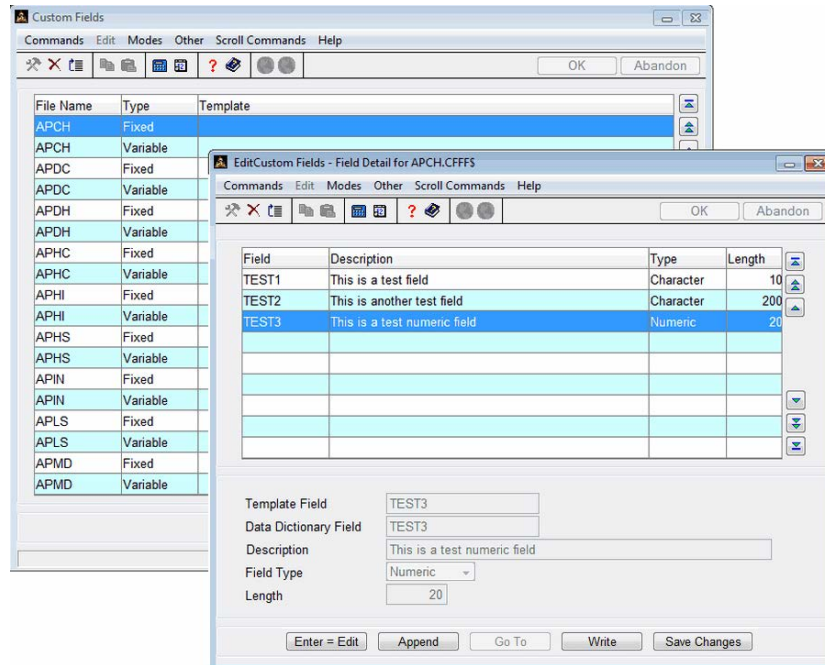 Custom Fields
Commands Edit Modes Other Scroll Commands Help
OK Abandon
File Name Type Template
APCH Fixed
APCH Variable
APDC Fixed
APDC Variable
APDH Fixed
APDH Variable
APHC Fixed
APHC Variable
APHI Fixed
APHI Variable
APHS Fixed
APHS Variable
APIN Fixed
APIN Variable
APLS Fixed
APLS Variable
APMD Fixed
APMD Variable
EditCustom Fields - Field Detail for APCH.CFFF$
Commands Edit Modes Other Scroll Commands Help
OK Abandon
Field Description Type Length
TEST1 This is a test field Character 10
TEST2 This is another test field Character 200
TEST3 This is a test numeric field Numeric 20
Template Field TEST3
Data Dictionary Field TEST3
Description This is a test numeric field
Field Type Numeric
Length 20
Enter = Edit Append Go To Write Save Changes